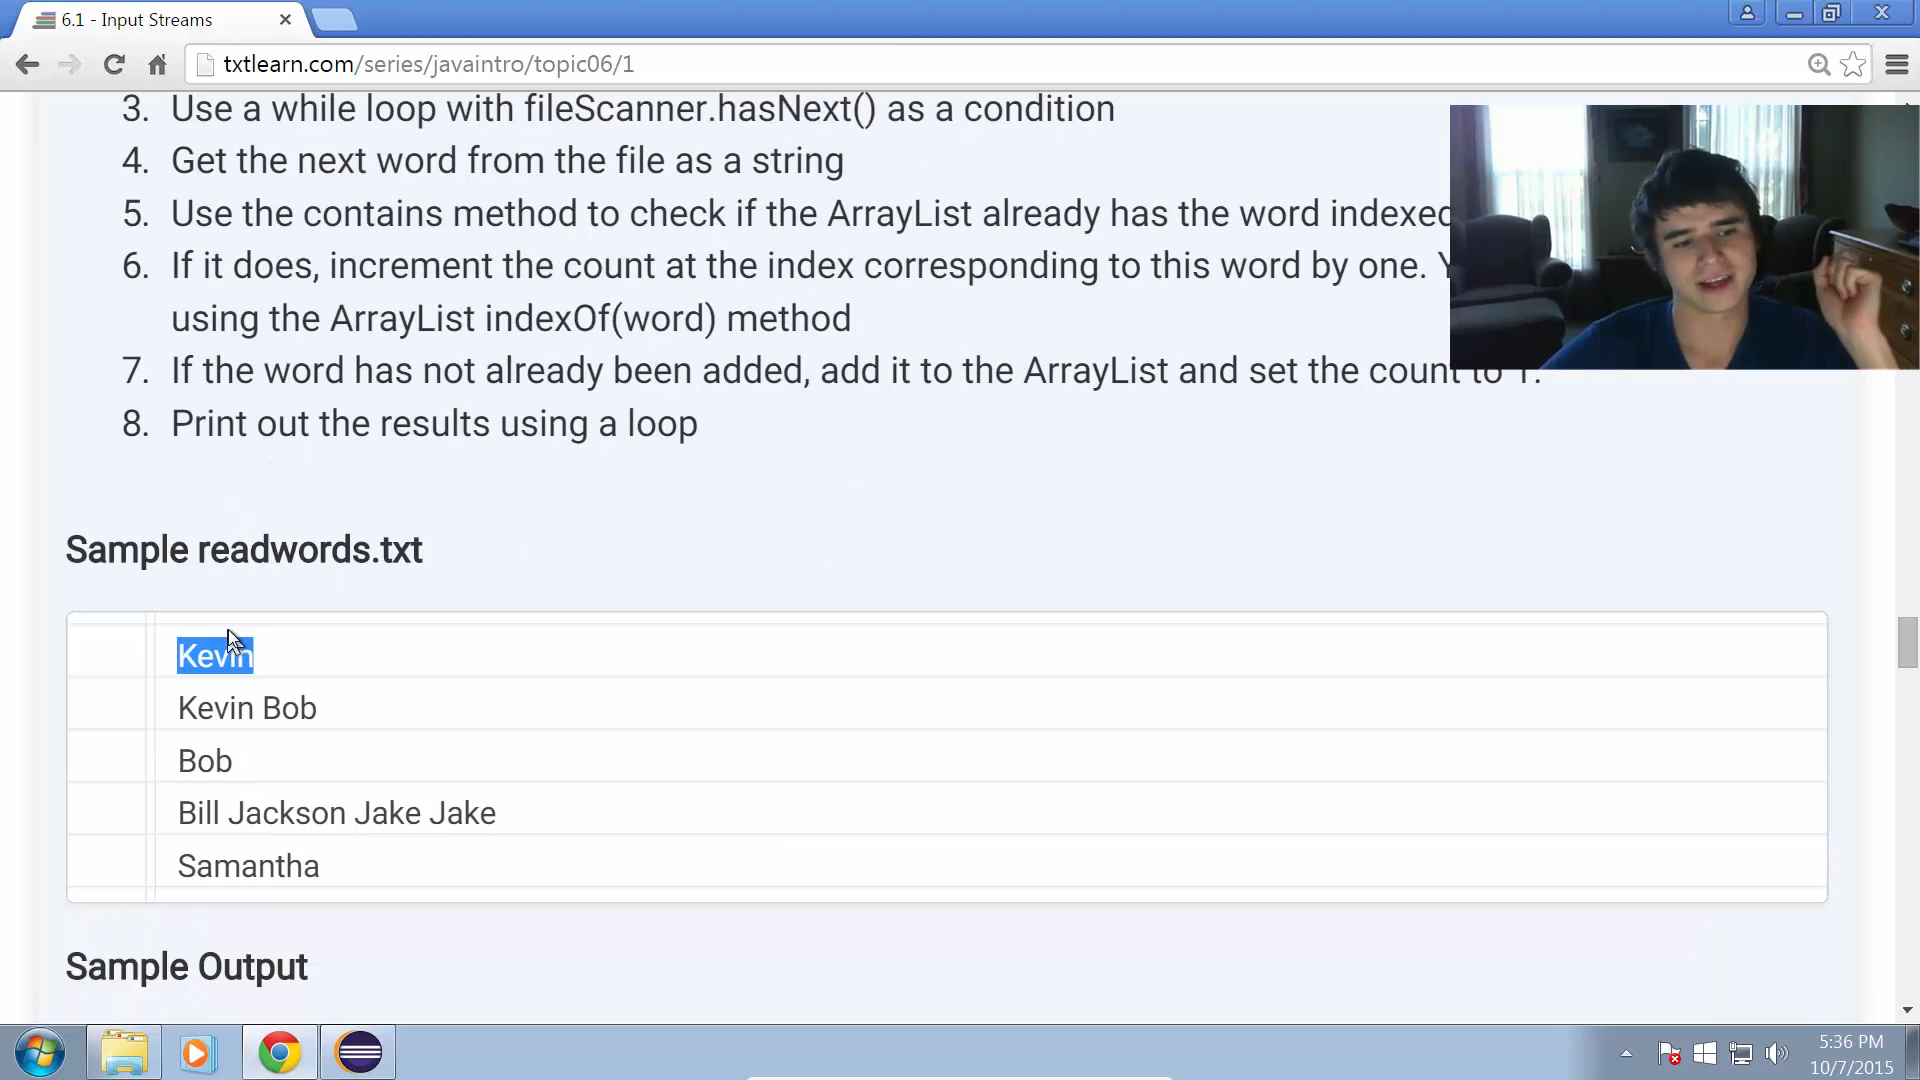 6.1 - Input Streams
txtlearn.com/series/javaintro/topic06/1
3. Use a while loop with fileScanner.hasNext() as a condition
4. Get the next word from the file as a string
5. Use the contains method to check if the ArrayList already has the word indexed
6. If it does, increment the count at the index corresponding to this word by one.
using the ArrayList indexOf(word) method
7. If the word has not already been added, add it to the ArrayList and set the count to 1.
8. Print out the results using a loop
Sample readwords.txt
Kevin
Kevin Bob
Bob
Bill Jackson Jake Jake
Samantha
Sample Output
5:36 PM
10/7/2015